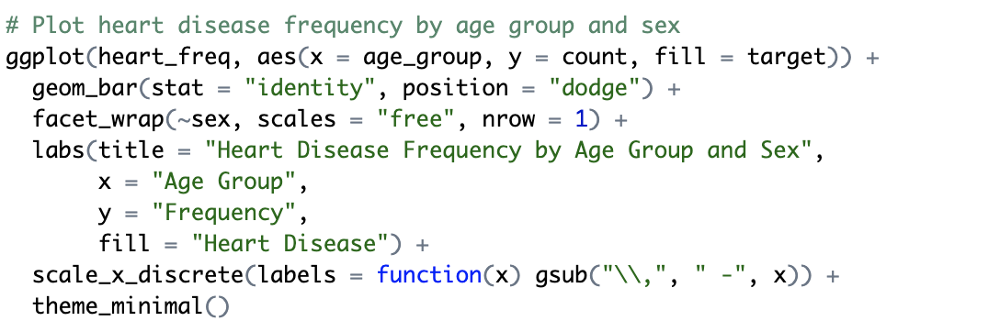 # Plot heart disease frequency by age group and sex
ggplot(heart_freq, aes(x = age_group, y = count, fill = target)) +
  geom_bar(stat = "identity", position = "dodge") +
  facet_wrap(~sex, scales = "free", nrow = 1) +
  labs(title = "Heart Disease Frequency by Age Group and Sex",
       x = "Age Group",
       y = "Frequency",
       fill = "Heart Disease") +
  scale_x_discrete(labels = function(x) gsub("\\,", " -", x)) +
  theme_minimal()